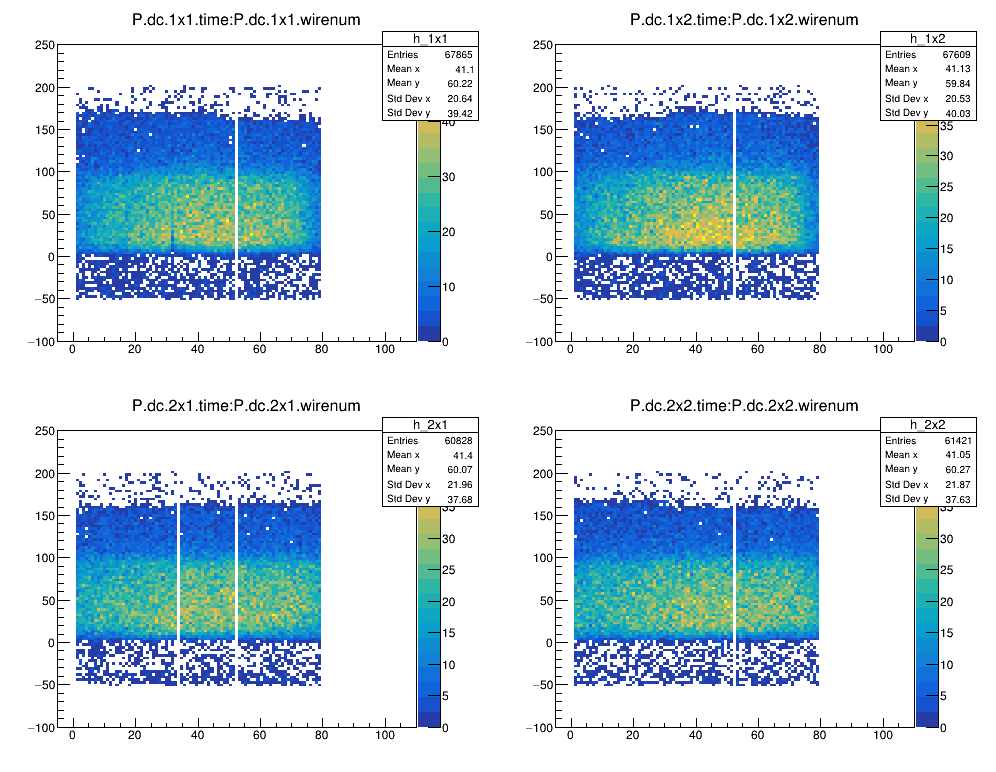 P.dc.1x1.time:P.dc.1x1.wirenum
h_1x1
Entries 67865
Mean x 41.1
Mean y 60.22
Std Dev x 20.64
Std Dev y 39.42
250
200
150
100
50
0
−50
−100
0 20 40 60 80 100
40
30
20
10
0
P.dc.1x2.time:P.dc.1x2.wirenum
h_1x2
Entries 67609
Mean x 41.13
Mean y 59.84
Std Dev x 20.53
Std Dev y 40.03
250
200
150
100
50
0
−50
−100
0 20 40 60 80 100
35
30
25
20
15
10
5
0
P.dc.2x1.time:P.dc.2x1.wirenum
h_2x1
Entries 60828
Mean x 41.4
Mean y 60.07
Std Dev x 21.96
Std Dev y 37.68
250
200
150
100
50
0
−50
−100
0 20 40 60 80 100
35
30
25
20
15
10
5
0
P.dc.2x2.time:P.dc.2x2.wirenum
h_2x2
Entries 61421
Mean x 41.05
Mean y 60.27
Std Dev x 21.87
Std Dev y 37.63
250
200
150
100
50
0
−50
−100
0 20 40 60 80 100
35
30
25
20
15
10
5
0